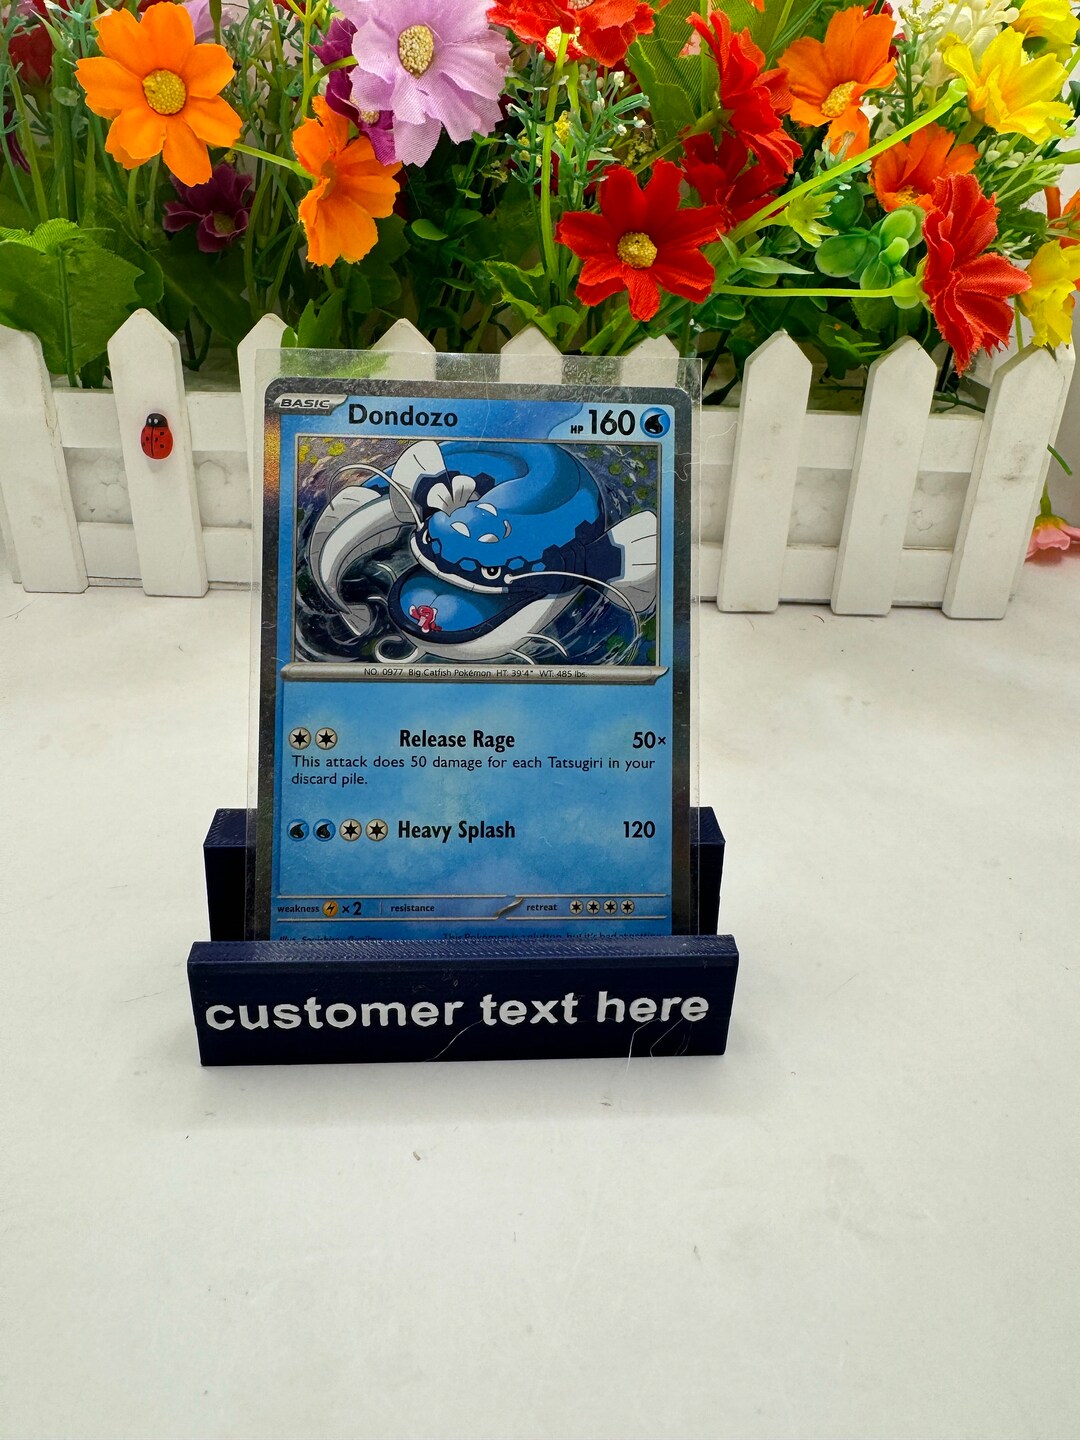 BASIC Dondozo HP 160
NO. 0977 Big Catfish Pokémon HT: 39'4" WT: 485 lbs.
Release Rage 50×
This attack does 50 damage for each Tatsugiri in your
discard pile.
Heavy Splash 120
weakness ×2 resistance retreat
customer text here